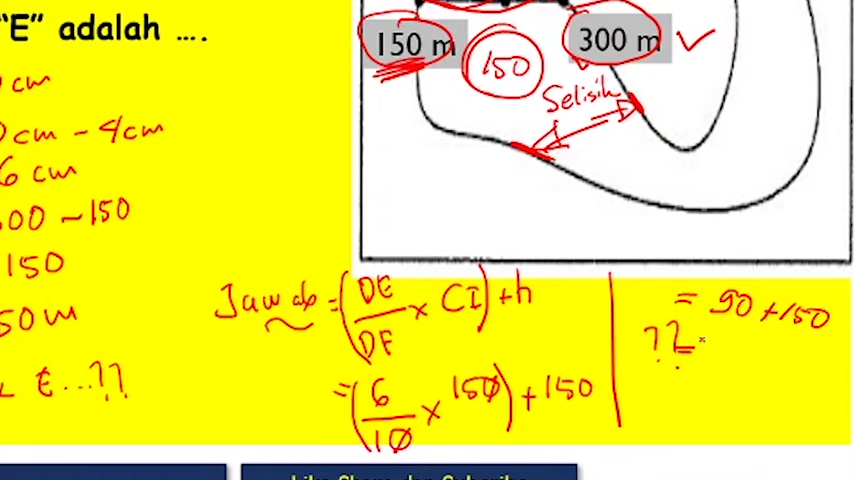 "E" adalah ....
150 m
300 m
150
Selisih
cm
cm - 4cm
6 cm
00 - 150
150
50 m
E...??
Jawab = (DE/DF × CI) + h
= (6/10 × 150) + 150
= 90 + 150
??=